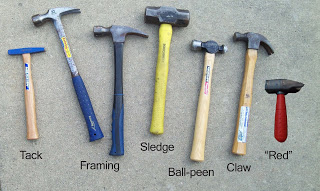 Tack
Framing
Sledge
Ball-peen
Claw
"Red"